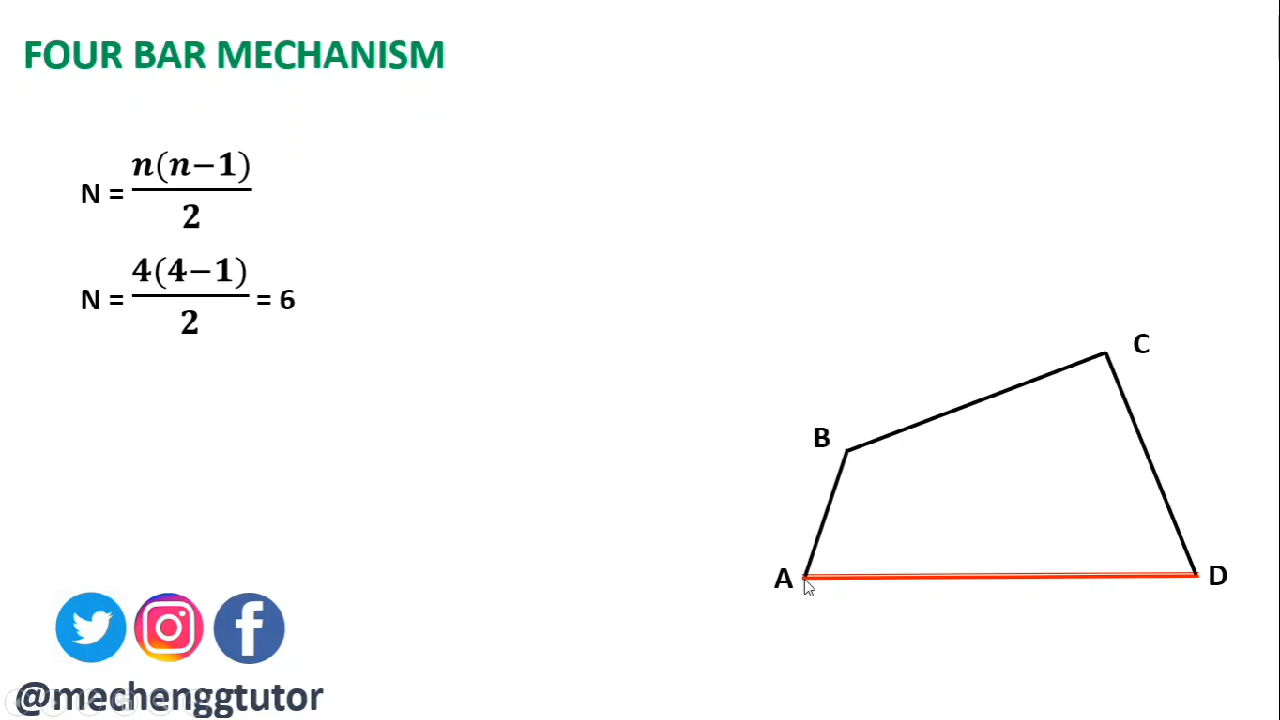 FOUR BAR MECHANISM
N = n(n−1)/2
N = 4(4−1)/2 = 6
C
B
A
D
@mechenggtutor